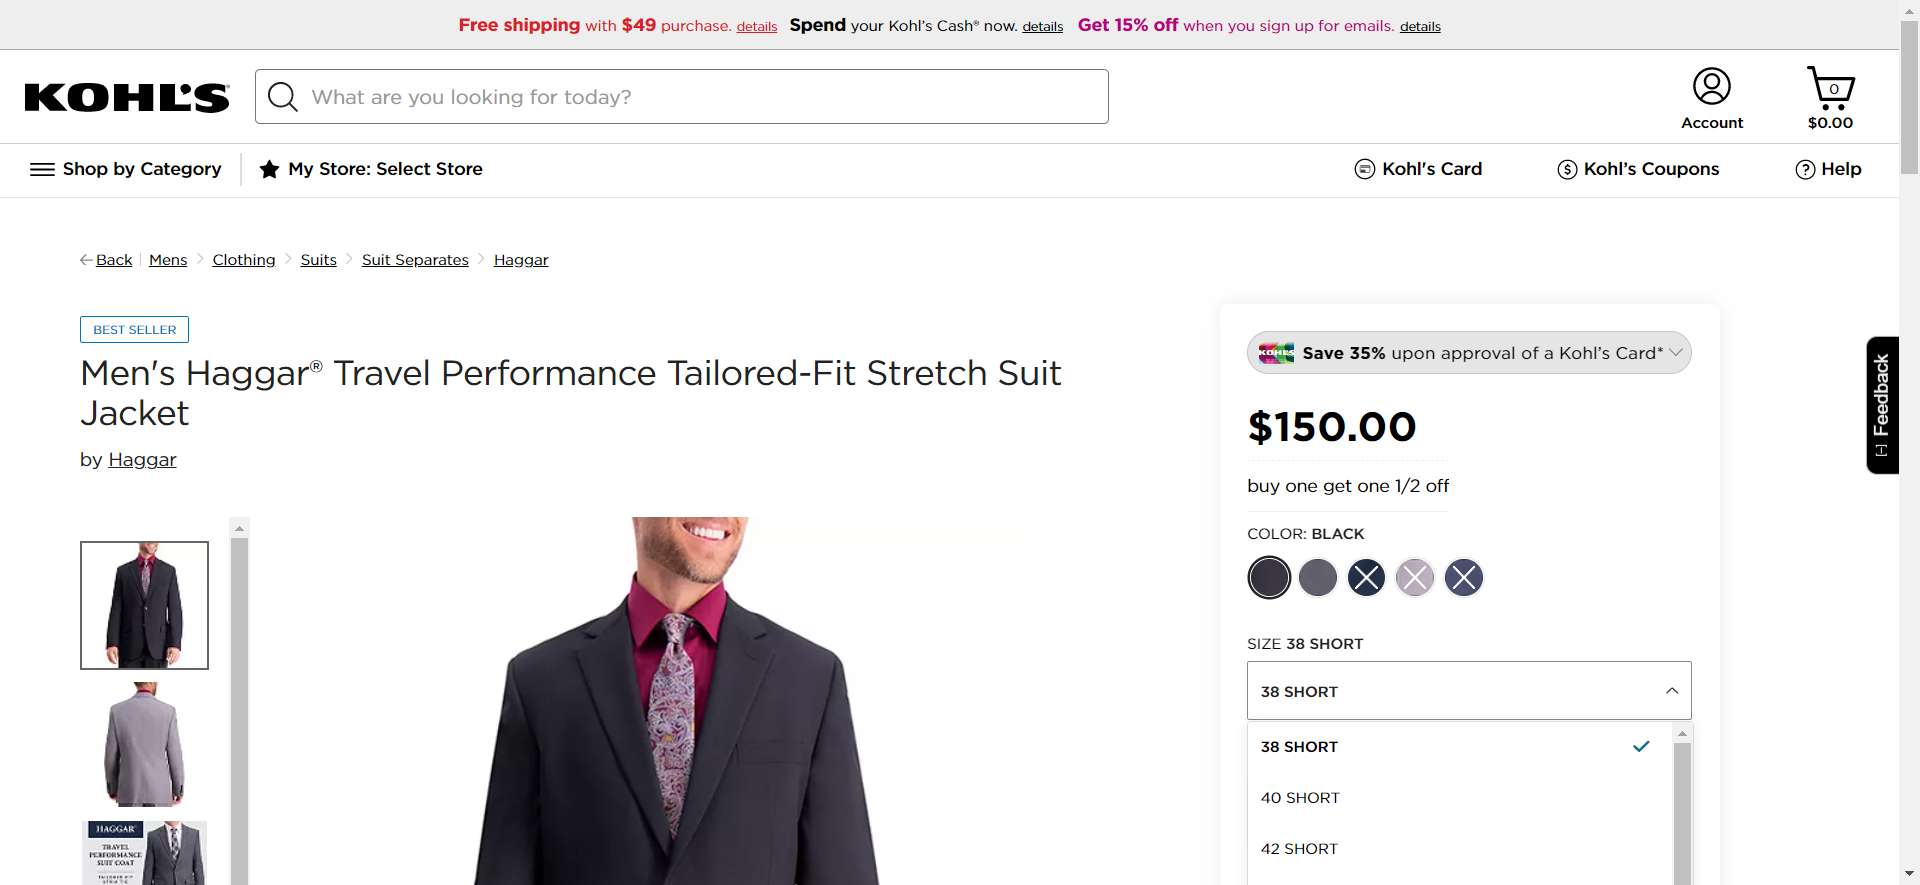 Free shipping with $49 purchase. details Spend your Kohl's Cash® now. details Get 15% off when you sign up for emails. details
KOHL'S
What are you looking for today?
0
Account
$0.00
Shop by Category
My Store: Select Store
Kohl's Card
Kohl's Coupons
Help
Back
Mens
Clothing
Suits
Suit Separates
Haggar
BEST SELLER
Men's Haggar® Travel Performance Tailored-Fit Stretch Suit
Jacket
by Haggar
HAGGAR
TRAVEL
PERFORMANCE
SUIT COAT
KOHL'S
Save 35% upon approval of a Kohl's Card*
$150.00
buy one get one 1/2 off
COLOR: BLACK
SIZE 38 SHORT
38 SHORT
38 SHORT
40 SHORT
42 SHORT
[-] Feedback